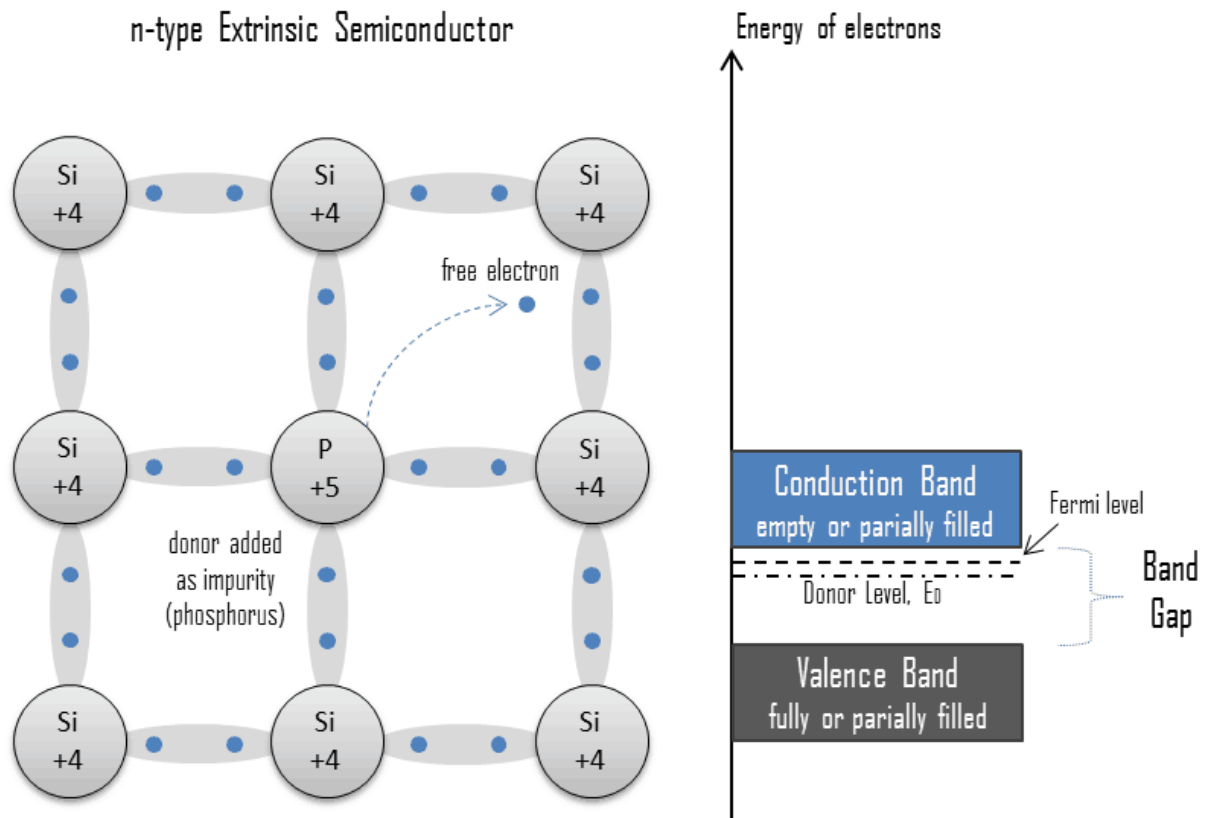 n-type Extrinsic Semiconductor
Energy of electrons
Si
+4
Si
+4
Si
+4
free electron
Si
+4
P
+5
Si
+4
donor added
as impurity
(phosphorus)
Si
+4
Si
+4
Si
+4
Conduction Band
empty or parially filled
Fermi level
Donor Level, ED
Band
Gap
Valence Band
fully or parially filled